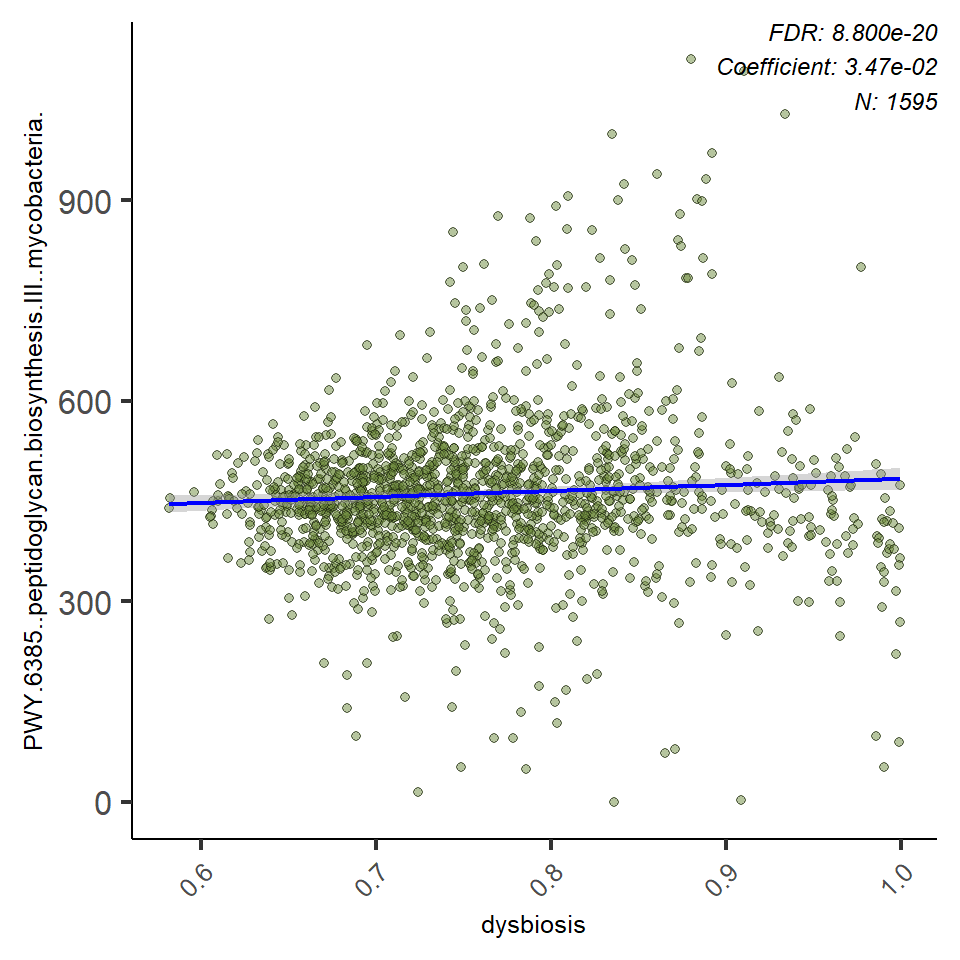 FDR: 8.800e-20
Coefficient: 3.47e-02
N: 1595
PWY.6385..peptidoglycan.biosynthesis.III..mycobacteria.
900
600
300
0
0.6
0.7
0.8
0.9
1.0
dysbiosis